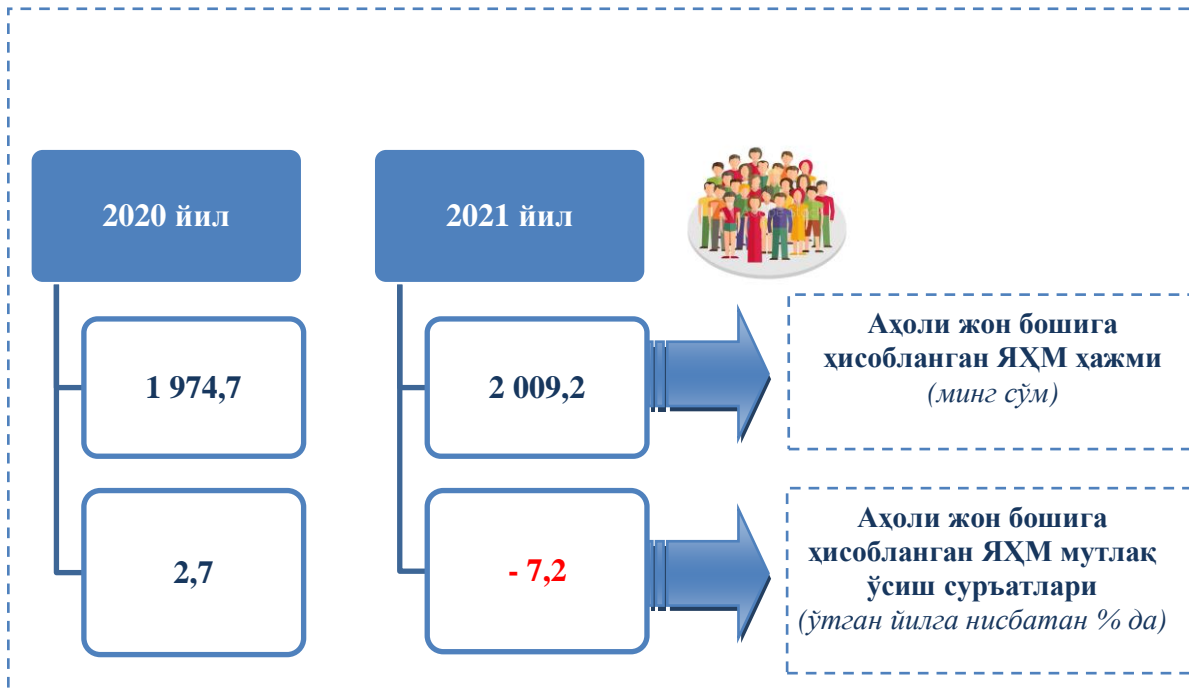 2020 йил
2021 йил
1 974,7
2 009,2
Аҳоли жон бошига
ҳисобланган ЯҲМ ҳажми
(минг сўм)
2,7
- 7,2
Аҳоли жон бошига
ҳисобланган ЯҲМ мутлақ
ўсиш суръатлари
(ўтган йилга нисбатан % да)